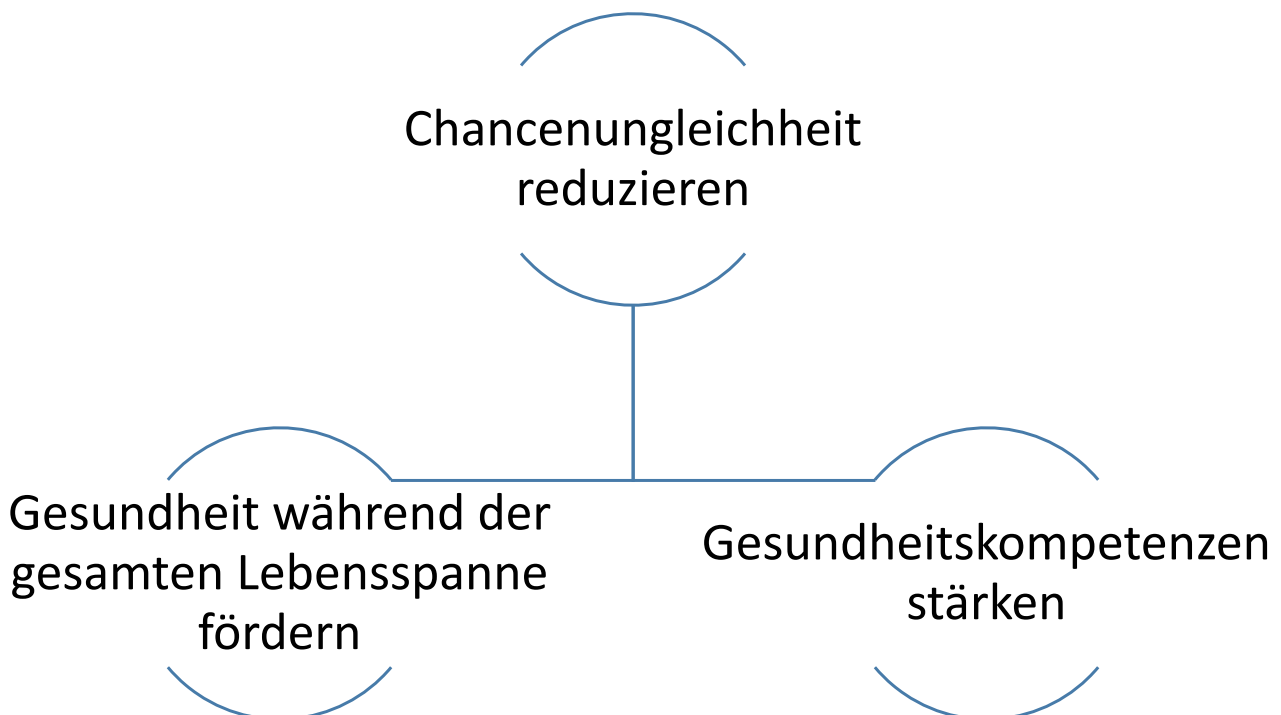 Chancenungleichheit
reduzieren
Gesundheit während der
gesamten Lebensspanne
fördern
Gesundheitskompetenzen
stärken